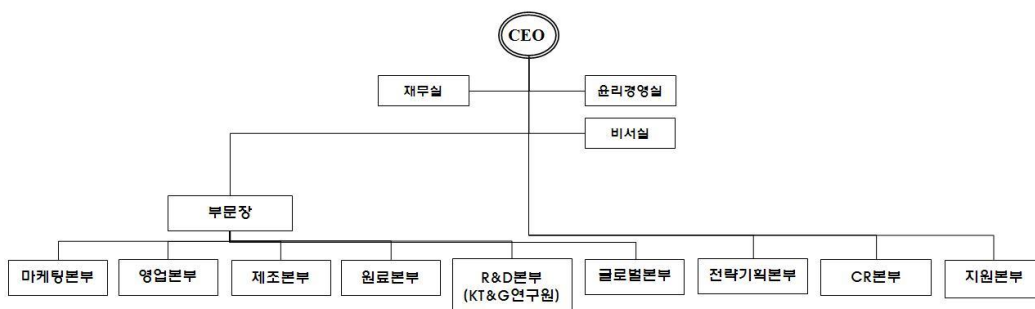 CEO
재무실
윤리경영실
비서실
부문장
마케팅본부
영업본부
제조본부
원료본부
R&D본부
(KT&G연구원)
글로벌본부
전략기획본부
CR본부
지원본부